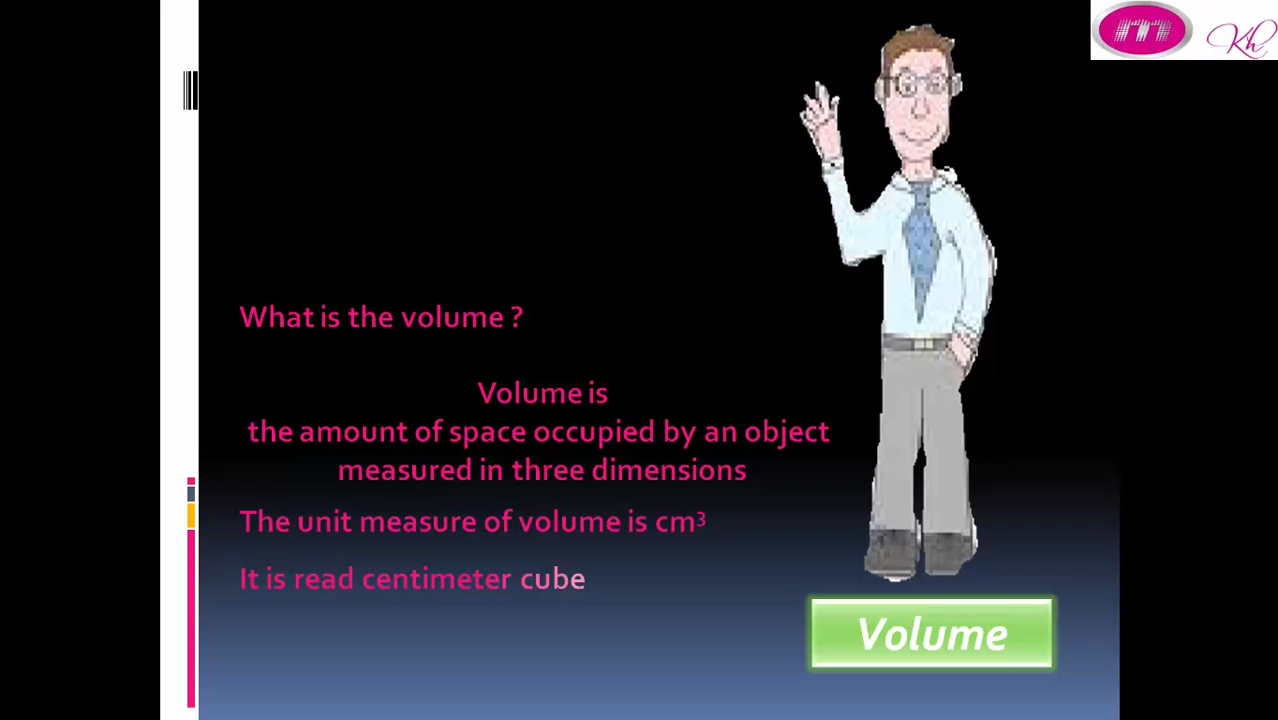 m Kh
What is the volume ?
Volume is
the amount of space occupied by an object
measured in three dimensions
The unit measure of volume is cm³
It is read centimeter cube
Volume